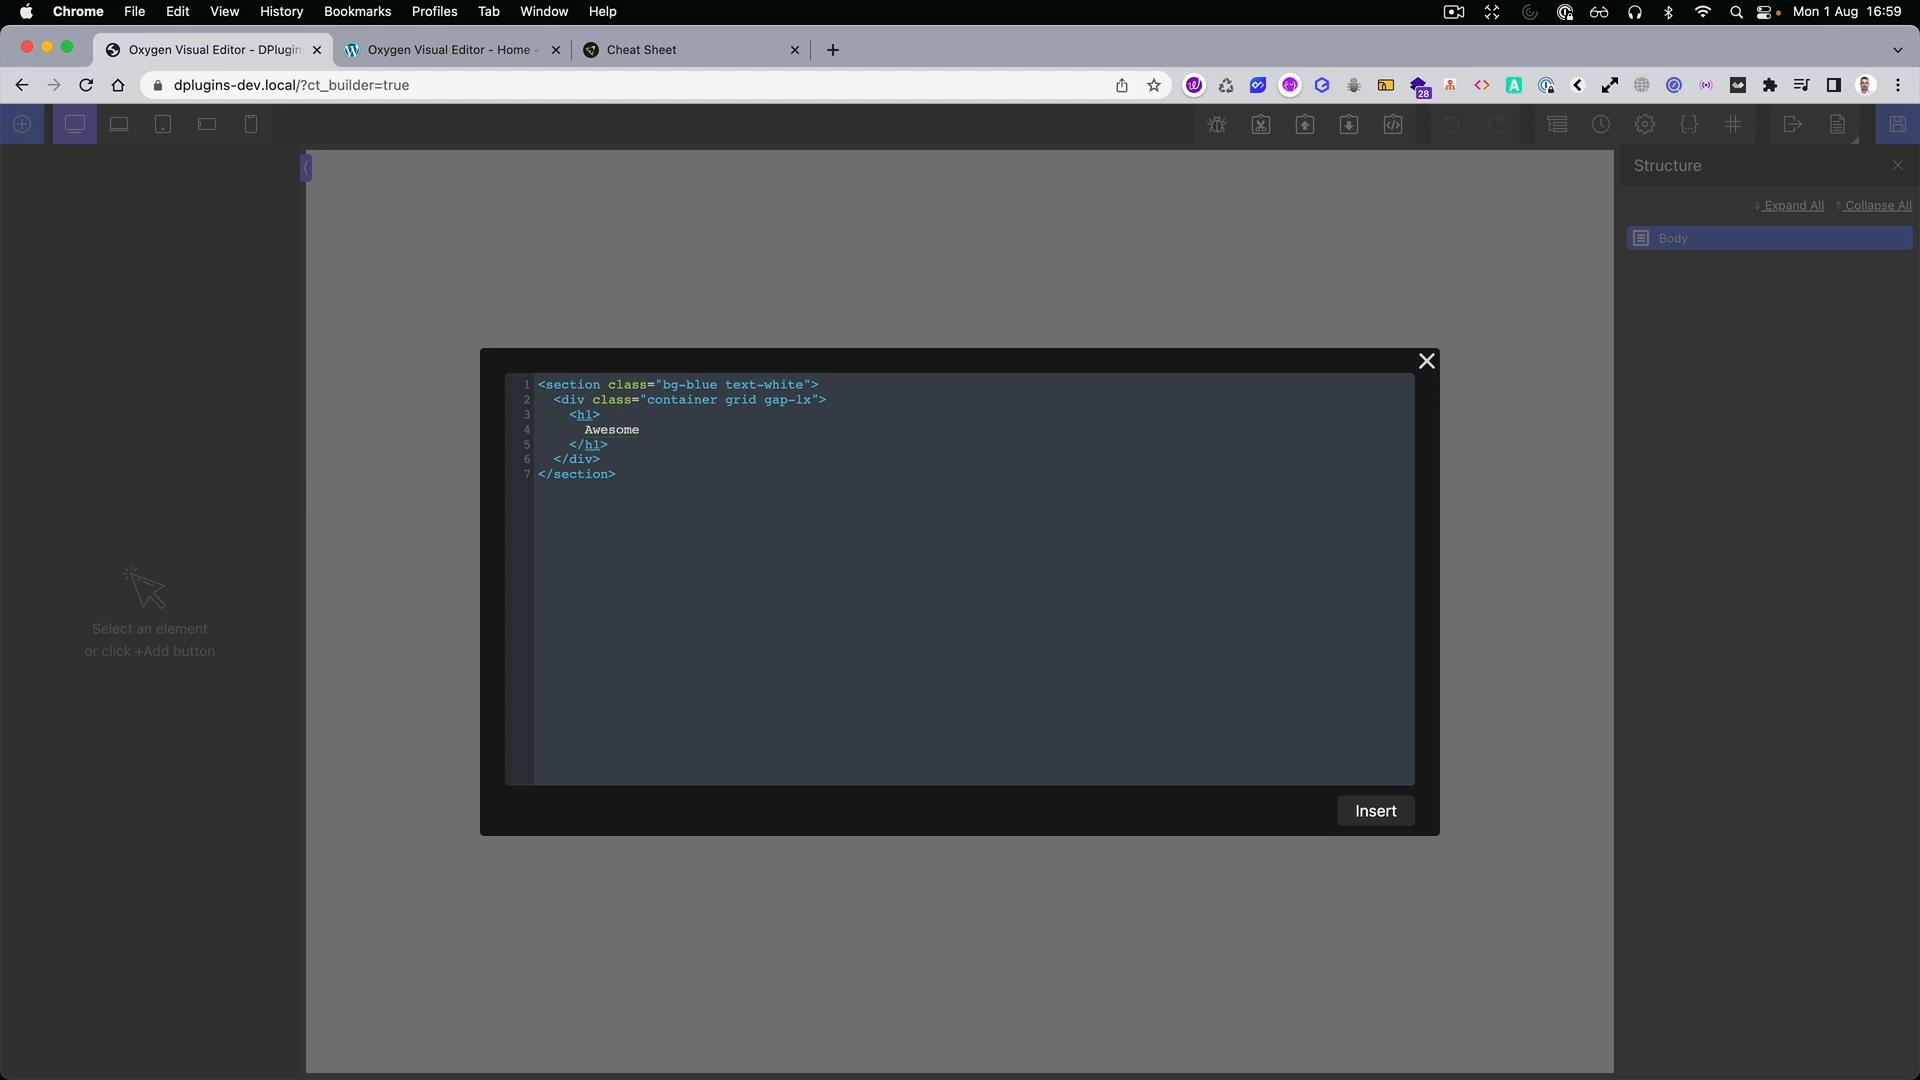 Chrome File Edit View History Bookmarks Profiles Tab Window Help Mon 1 Aug 16:59
Oxygen Visual Editor - DPlugin Oxygen Visual Editor - Home - Cheat Sheet
dplugins-dev.local/?ct_builder=true
28
Structure
Expand All Collapse All
Body
1 <section class="bg-blue text-white">
2 <div class="container grid gap-lx">
3 <h1>
4 Awesome
5 </h1>
6 </div>
7 </section>
Select an element
or click +Add button
Insert